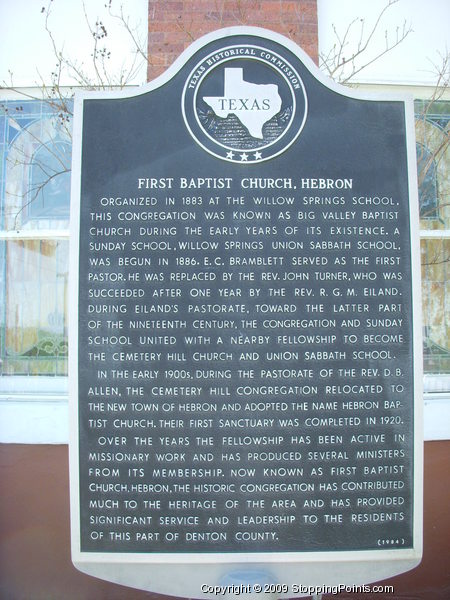 TEXAS HISTORICAL COMMISSION
TEXAS
FIRST BAPTIST CHURCH, HEBRON
ORGANIZED IN 1883 AT THE WILLOW SPRINGS SCHOOL,
THIS CONGREGATION WAS KNOWN AS BIG VALLEY BAPTIST
CHURCH DURING THE EARLY YEARS OF ITS EXISTENCE. A
SUNDAY SCHOOL, WILLOW SPRINGS UNION SABBATH SCHOOL,
WAS BEGUN IN 1886. E. C. BRAMBLETT SERVED AS THE FIRST
PASTOR. HE WAS REPLACED BY THE REV. JOHN TURNER, WHO WAS
SUCCEEDED AFTER ONE YEAR BY THE REV. R. G. M. EILAND.
DURING EILAND'S PASTORATE, TOWARD THE LATTER PART
OF THE NINETEENTH CENTURY, THE CONGREGATION AND SUNDAY
SCHOOL UNITED WITH A NEARBY FELLOWSHIP TO BECOME
THE CEMETERY HILL CHURCH AND UNION SABBATH SCHOOL.
IN THE EARLY 1900s, DURING THE PASTORATE OF THE REV. D. B.
ALLEN, THE CEMETERY HILL CONGREGATION RELOCATED TO
THE NEW TOWN OF HEBRON AND ADOPTED THE NAME HEBRON BAP-
TIST CHURCH. THEIR FIRST SANCTUARY WAS COMPLETED IN 1920.
OVER THE YEARS THE FELLOWSHIP HAS BEEN ACTIVE IN
MISSIONARY WORK AND HAS PRODUCED SEVERAL MINISTERS
FROM ITS MEMBERSHIP. NOW KNOWN AS FIRST BAPTIST
CHURCH, HEBRON, THE HISTORIC CONGREGATION HAS CONTRIBUTED
MUCH TO THE HERITAGE OF THE AREA AND HAS PROVIDED
SIGNIFICANT SERVICE AND LEADERSHIP TO THE RESIDENTS
OF THIS PART OF DENTON COUNTY.
(1984)
Copyright © 2009 StoppingPoints.com